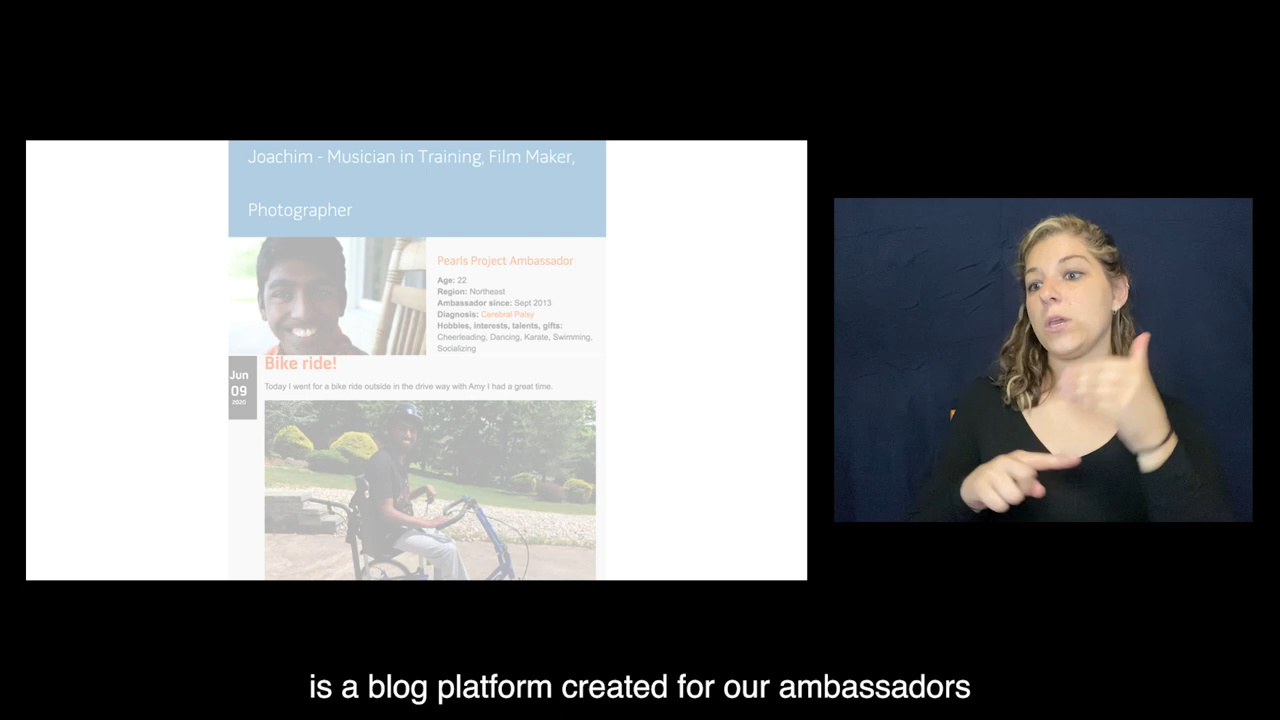 Joachim - Musician in Training, Film Maker,
Photographer
Pearls Project Ambassador
Age: 22
Region: Northeast
Ambassador since: Sept 2013
Diagnosis: Cerebral Palsy
Hobbies, interests, talents, gifts:
Cheerleading, Dancing, Karate, Swimming,
Socializing
Jun
09
2020
Bike ride!
Today I went for a bike ride outside in the drive way with Amy I had a great time.
is a blog platform created for our ambassadors